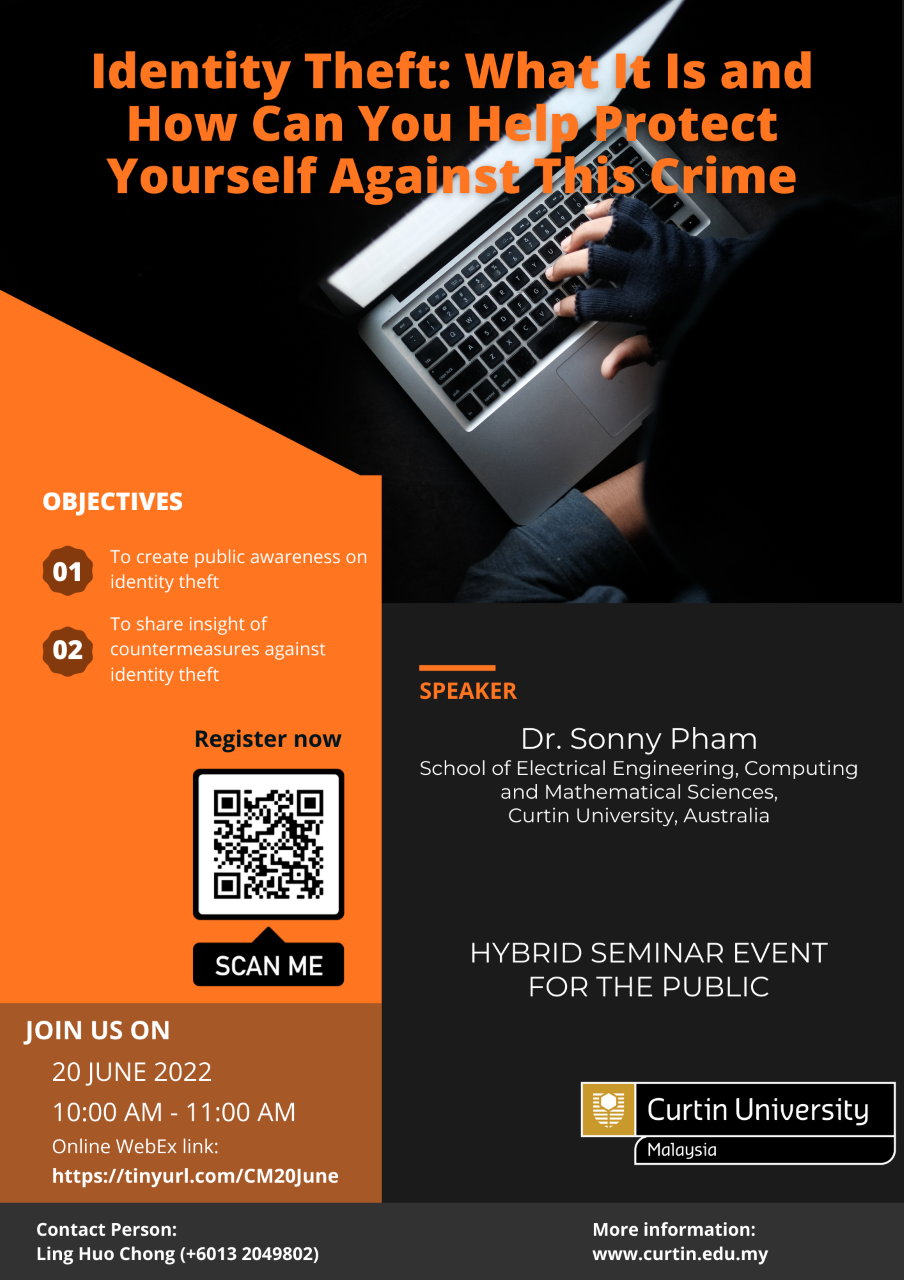 Identity Theft: What It Is and
How Can You Help Protect
Yourself Against This Crime
OBJECTIVES
01
To create public awareness on
identity theft
02
To share insight of
countermeasures against
identity theft
Register now
SCAN ME
JOIN US ON
20 JUNE 2022
10:00 AM - 11:00 AM
Online WebEx link:
https://tinyurl.com/CM20June
SPEAKER
Dr. Sonny Pham
School of Electrical Engineering, Computing
and Mathematical Sciences,
Curtin University, Australia
HYBRID SEMINAR EVENT
FOR THE PUBLIC
Curtin University
Malaysia
Contact Person:
Ling Huo Chong (+6013 2049802)
More information:
www.curtin.edu.my